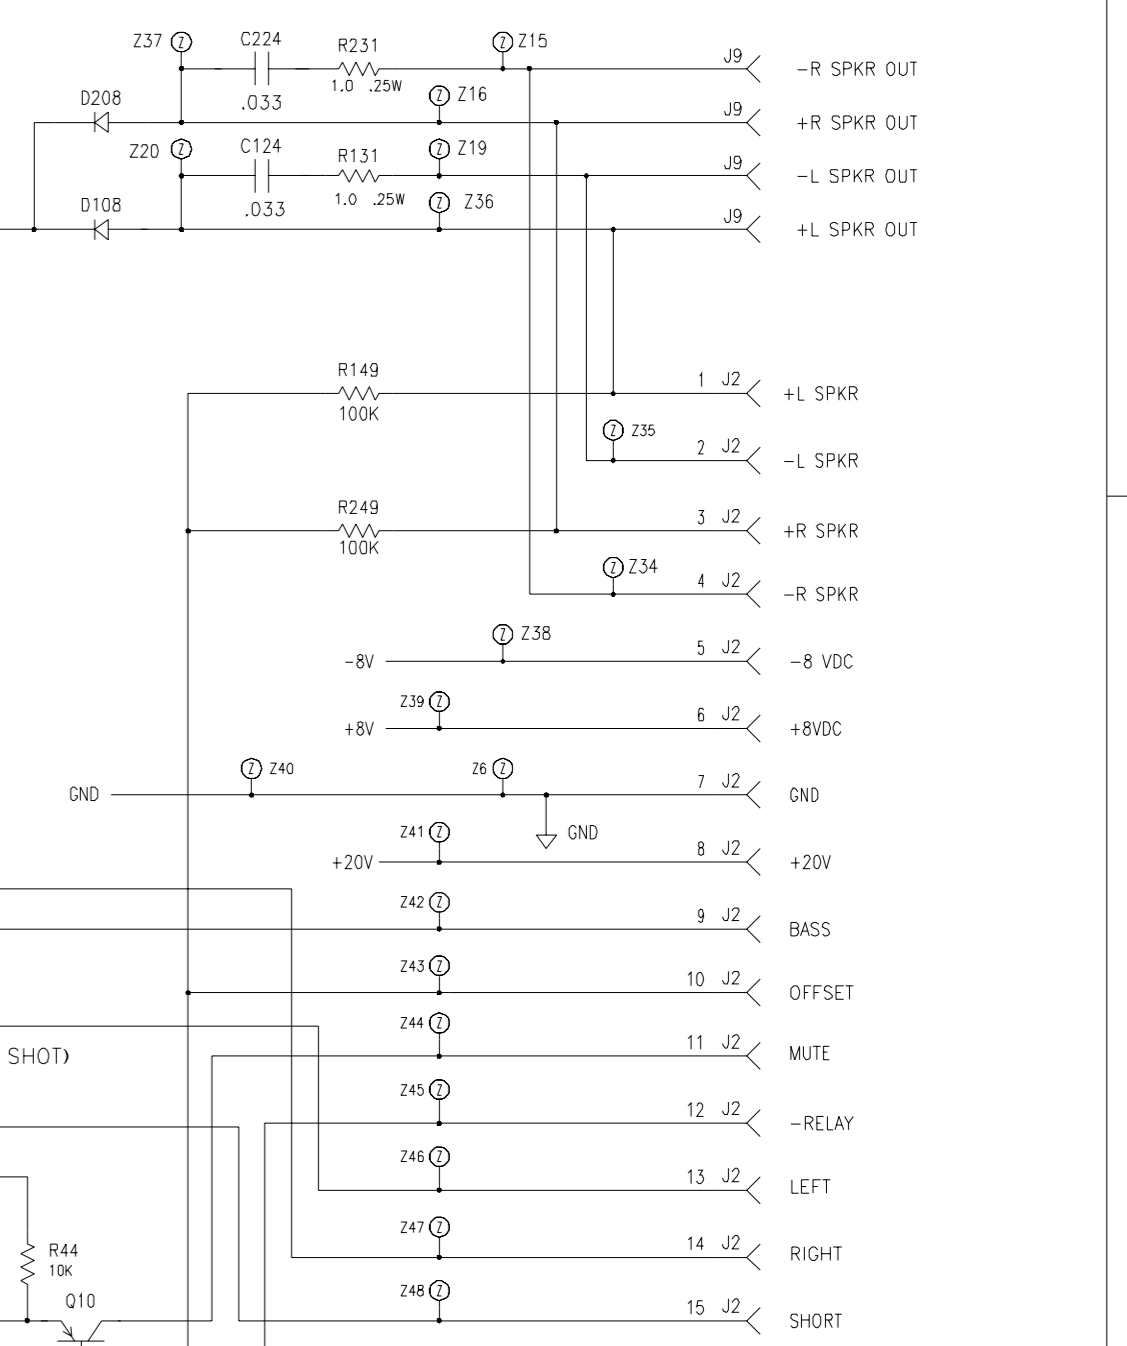 Z37 Z C224 R231 Z Z15 J9 -R SPKR OUT
1.0 .25W
.033
D208 Z Z16 J9 +R SPKR OUT
Z20 Z C124 R131 Z Z19 J9 -L SPKR OUT
1.0 .25W
.033
D108 Z Z36 J9 +L SPKR OUT
R149 1 J2 +L SPKR
100K
Z Z35 2 J2 -L SPKR
R249 3 J2 +R SPKR
100K
Z Z34 4 J2 -R SPKR
Z Z38
-8V 5 J2 -8 VDC
Z39 Z
+8V 6 J2 +8VDC
Z Z40 Z6 Z
GND 7 J2 GND
GND
Z41 Z
+20V 8 J2 +20V
Z42 Z 9 J2 BASS
Z43 Z 10 J2 OFFSET
Z44 Z
SHOT) 11 J2 MUTE
Z45 Z 12 J2 -RELAY
Z46 Z 13 J2 LEFT
Z47 Z 14 J2 RIGHT
R44
10K
Z48 Z
Q10 15 J2 SHORT